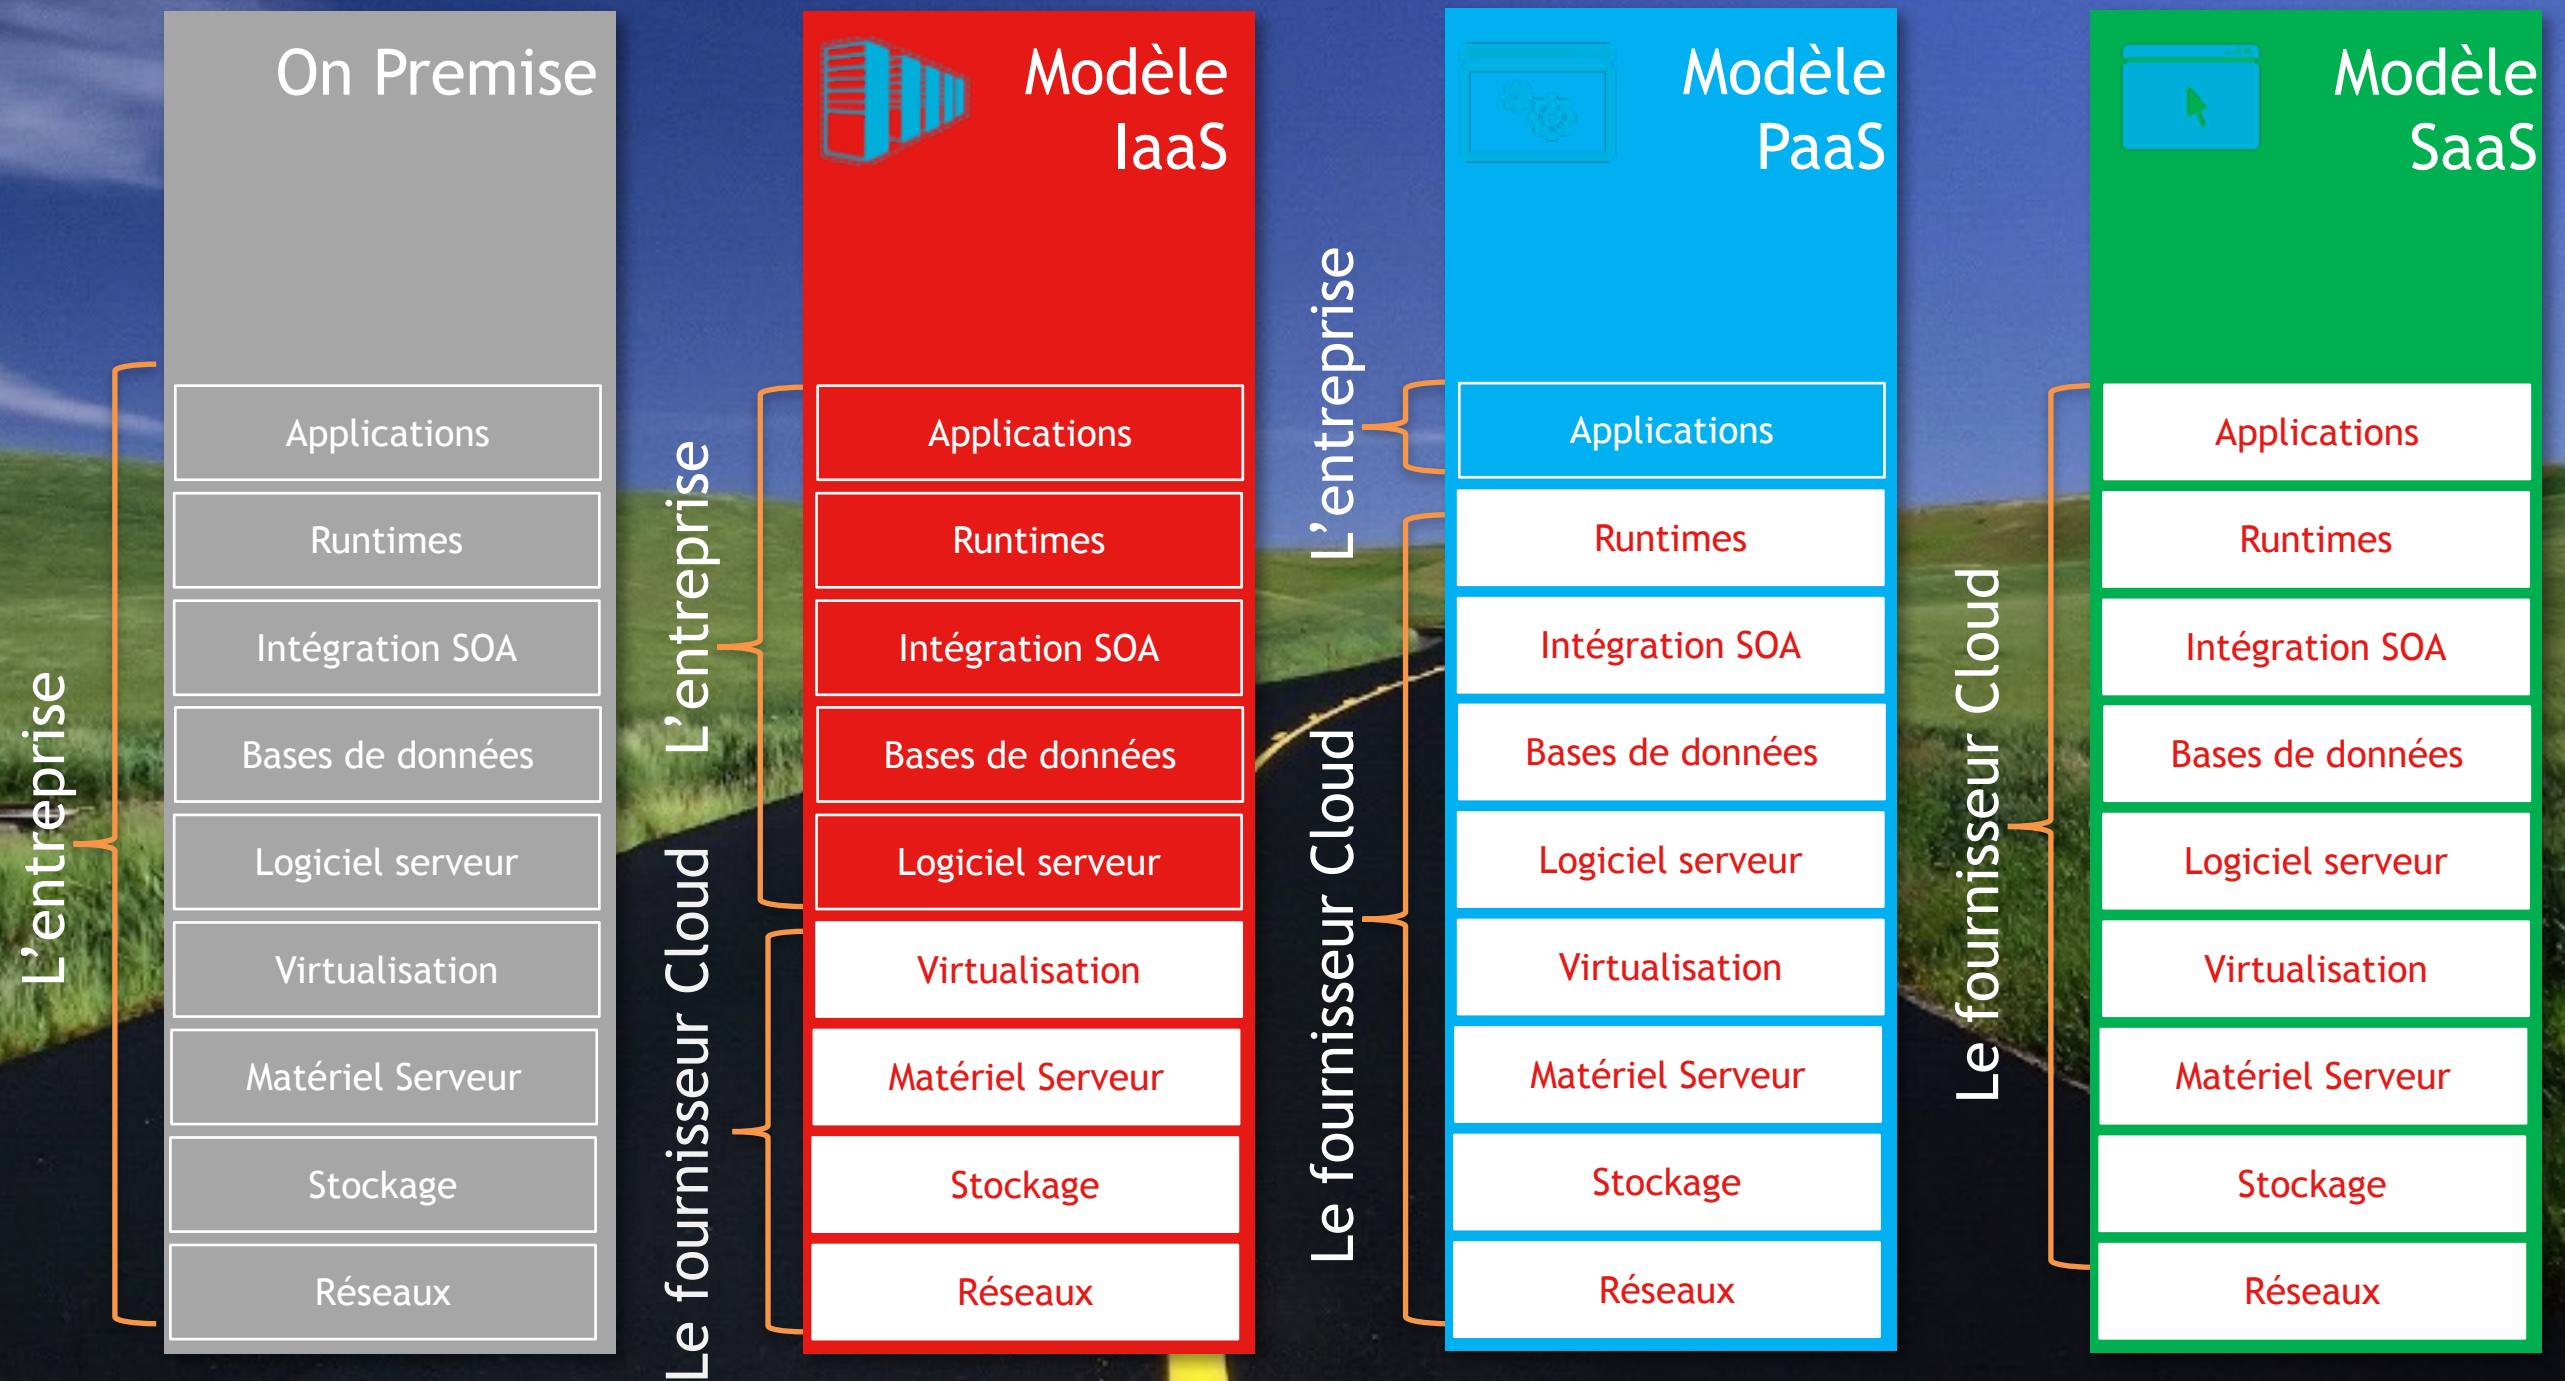 L'entreprise
On Premise
Applications
Runtimes
Intégration SOA
Bases de données
Logiciel serveur
Virtualisation
Matériel Serveur
Stockage
Réseaux
L'entreprise
Le fournisseur Cloud
Modèle
IaaS
Applications
Runtimes
Intégration SOA
Bases de données
Logiciel serveur
Virtualisation
Matériel Serveur
Stockage
Réseaux
L'entreprise
Le fournisseur Cloud
Modèle
PaaS
Applications
Runtimes
Intégration SOA
Bases de données
Logiciel serveur
Virtualisation
Matériel Serveur
Stockage
Réseaux
Le fournisseur Cloud
Modèle
SaaS
Applications
Runtimes
Intégration SOA
Bases de données
Logiciel serveur
Virtualisation
Matériel Serveur
Stockage
Réseaux